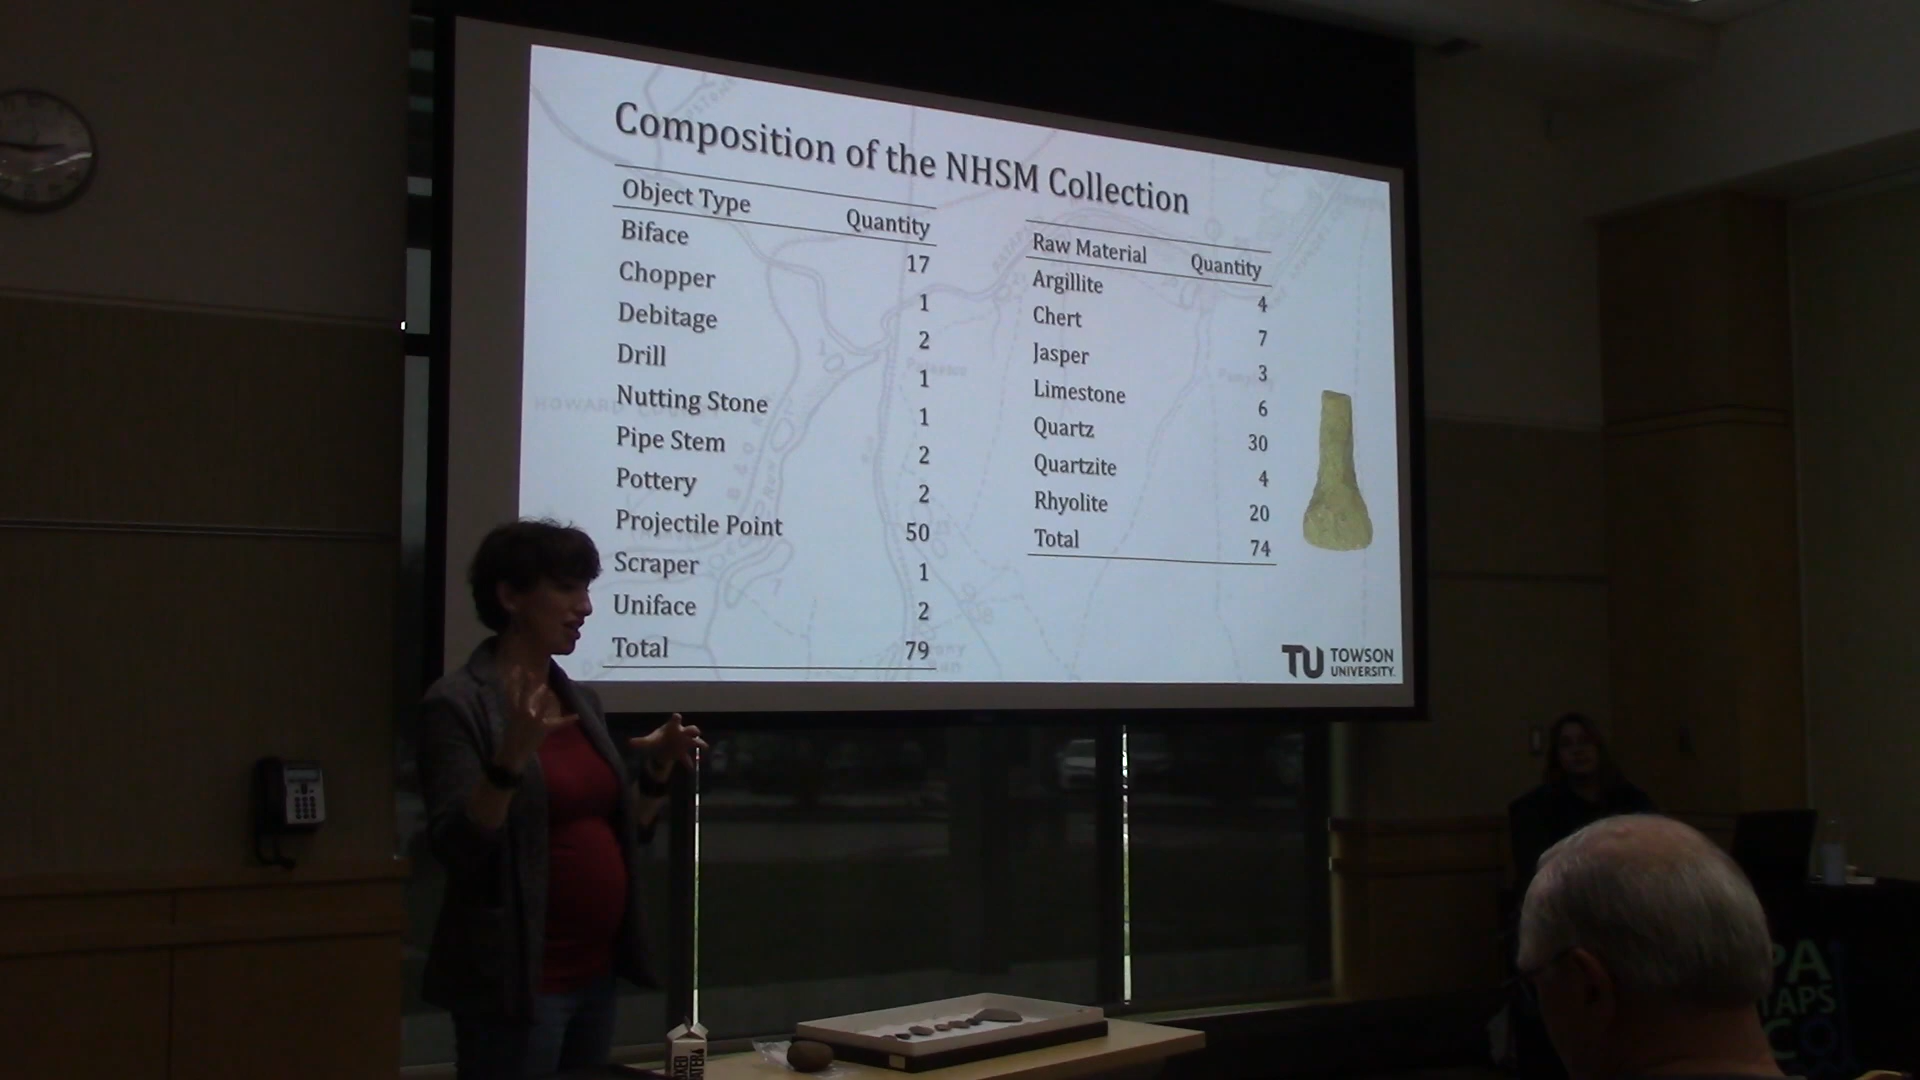 Composition of the NHSM Collection
Object Type Quantity
Biface 17
Chopper 1
Debitage 2
Drill 1
Nutting Stone 1
Pipe Stem 2
Pottery 2
Projectile Point 50
Scraper 1
Uniface 2
Total 79
Raw Material Quantity
Argillite 4
Chert 7
Jasper 3
Limestone 6
Quartz 30
Quartzite 4
Rhyolite 20
Total 74
HOWARD
TU TOWSON
UNIVERSITY